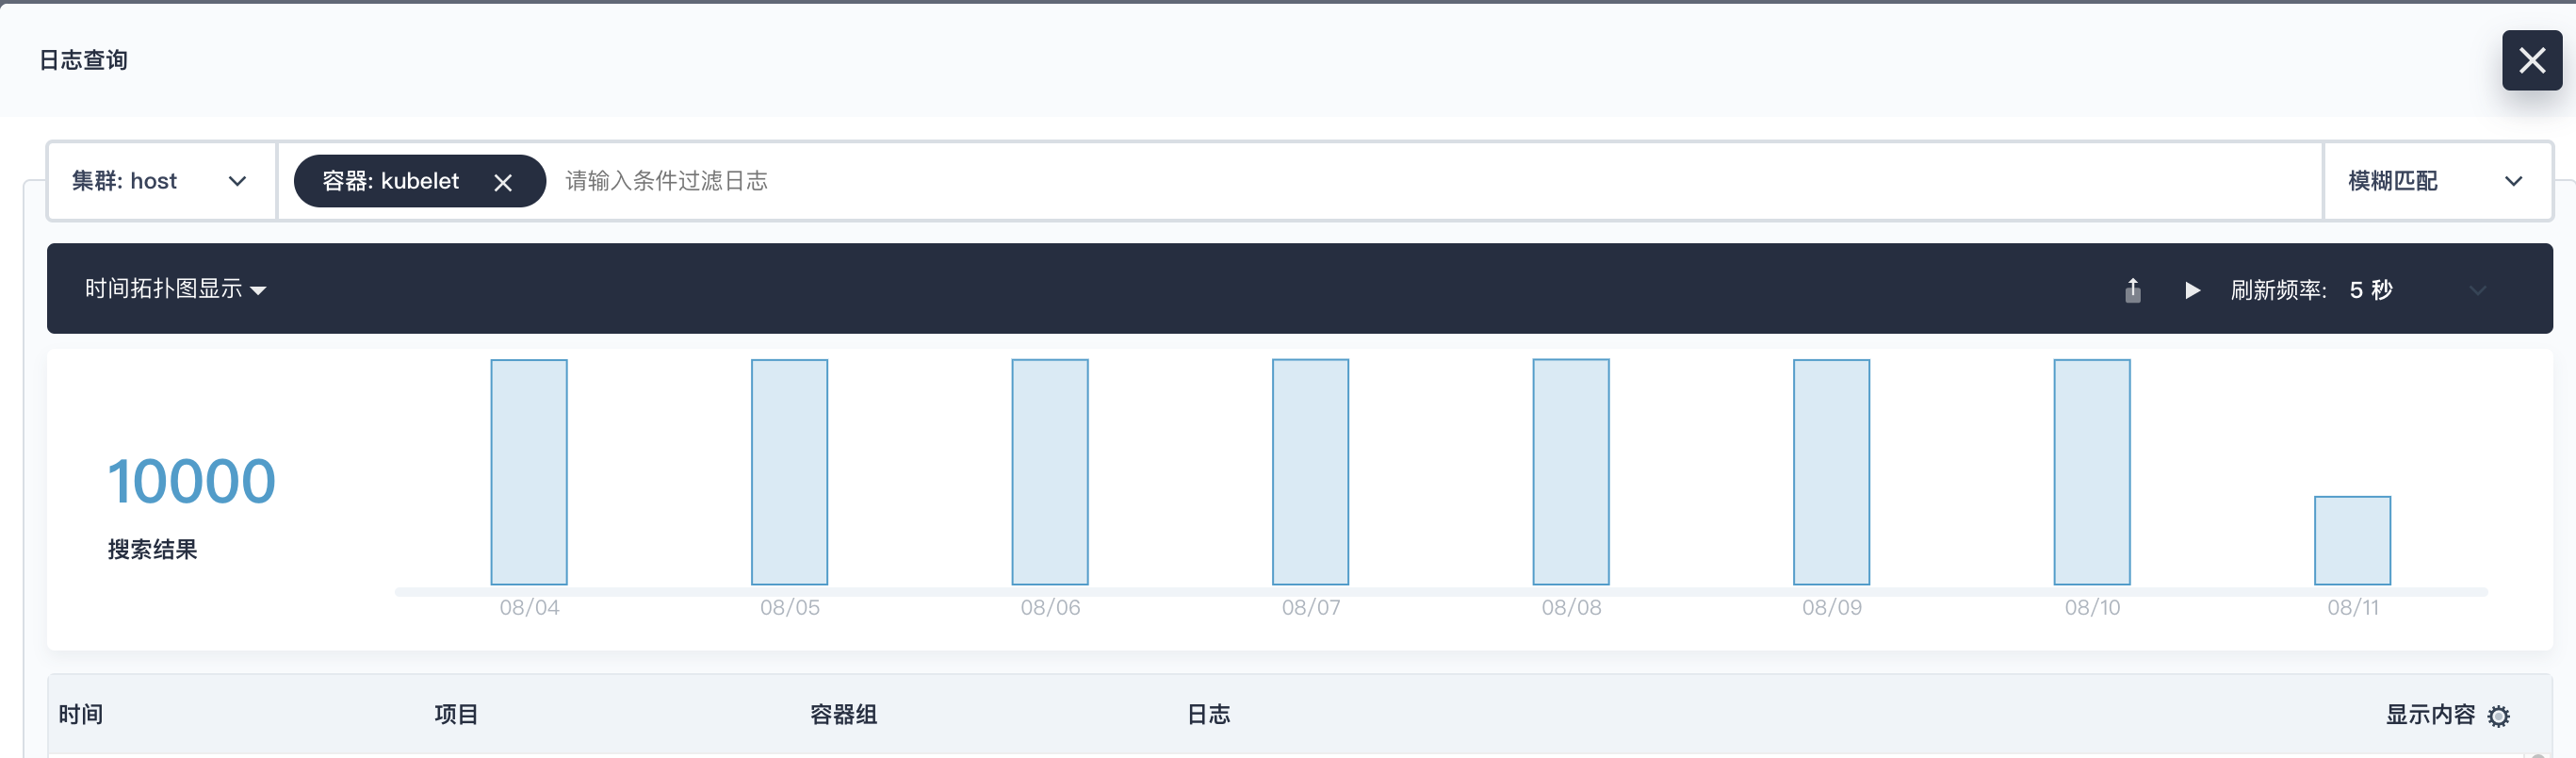 日志查询
集群: host
容器: kubelet
请输入条件过滤日志
模糊匹配
时间拓扑图显示
刷新频率: 5 秒
10000
搜索结果
08/04 08/05 08/06 08/07 08/08 08/09 08/10 08/11
时间 项目 容器组 日志 显示内容